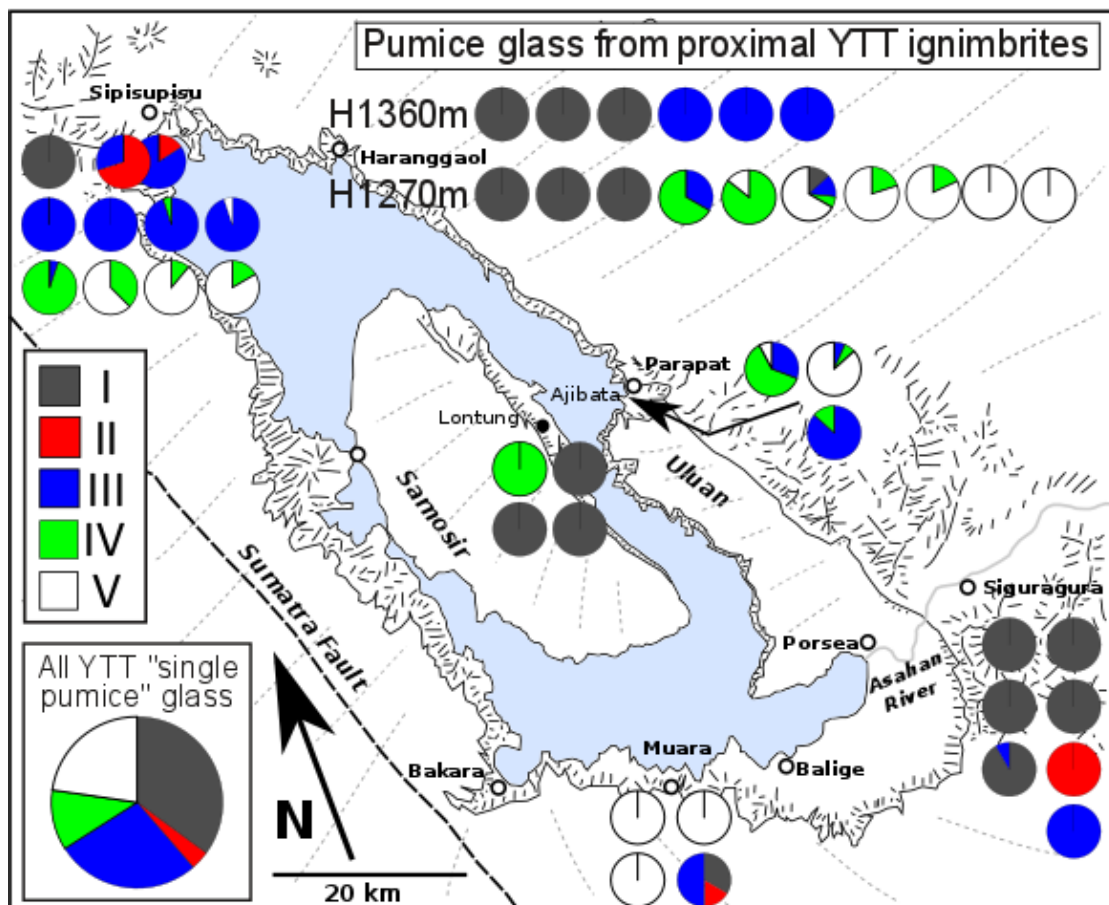 Pumice glass from proximal YTT ignimbrites
Sipisupisu
H1360m
Haranggaol
H1270m
I
II
III
IV
V
Parapat
Ajibata
Lontung
Uluan
Samosir
Sumatra Fault
Siguragura
Porsea
Asahan
River
All YTT "single
pumice" glass
Muara
Bakara
Balige
N
20 km